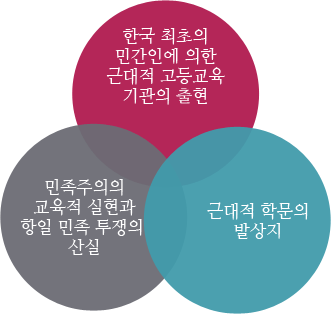 한국 최초의
민간인에 의한
근대적 고등교육
기관의 출현
민족주의의
교육적 실현과
항일 민족 투쟁의
산실
근대적 학문의
발상지